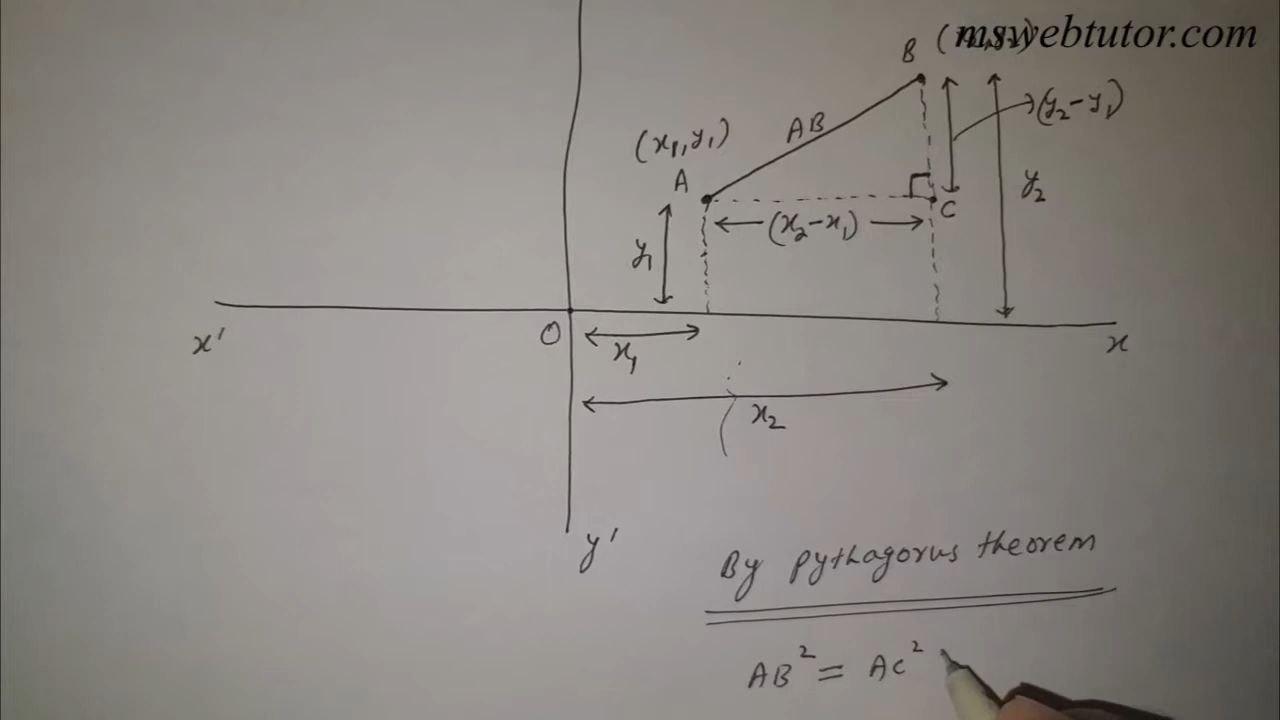 mswebtutor.com
B
(y₂-y₁)
(x₁,y₁)
AB
A
C
y₂
(x₂-x₁)
y₁
O
x'
x₁
x
x₂
y'
By pythagorus theorem
AB² = AC²